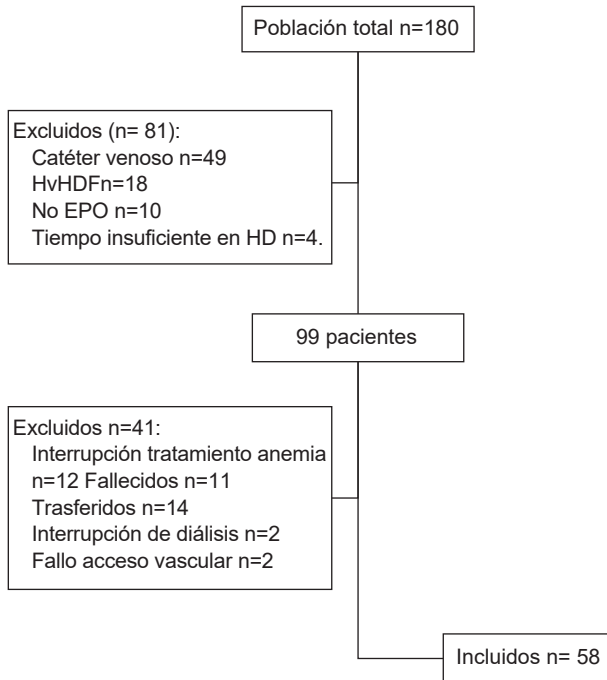 Población total n=180
Excluidos (n= 81):
Catéter venoso n=49
HvHDFn=18
No EPO n=10
Tiempo insuficiente en HD n=4.
99 pacientes
Excluidos n=41:
Interrupción tratamiento anemia
n=12 Fallecidos n=11
Trasferidos n=14
Interrupción de diálisis n=2
Fallo acceso vascular n=2
Incluidos n= 58